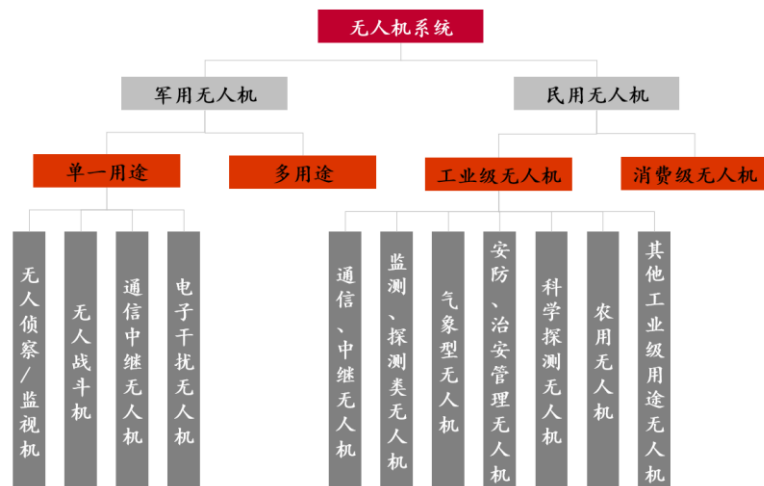 无人机系统
军用无人机
民用无人机
单一用途
多用途
工业级无人机
消费级无人机
无人侦察/监视机
无人战斗机
通信中继无人机
电子干扰无人机
通信、中继无人机
监测、探测类无人机
气象型无人机
安防、治安管理无人机
科学探测无人机
农用无人机
其他工业级用途无人机